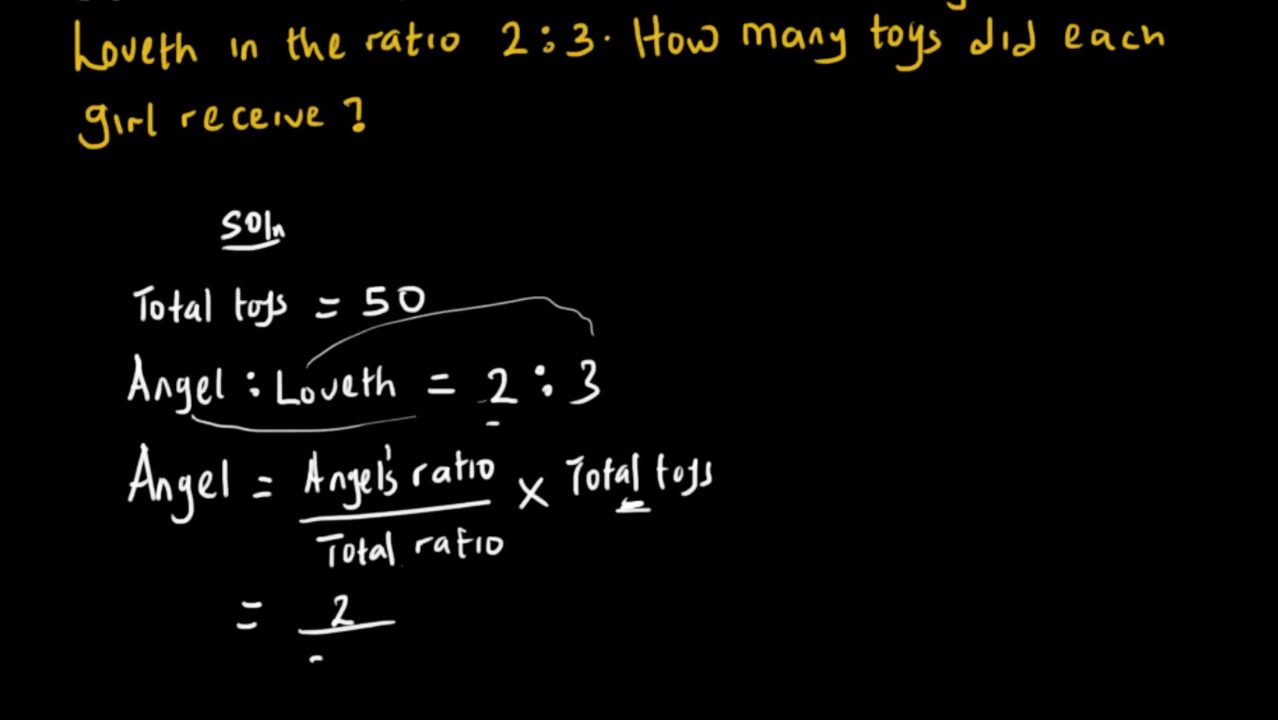 Loveth in the ratio 2:3. How many toys did each
girl receive?
Soln
Total toys = 50
Angel : Loveth = 2 : 3
Angel = Angel's ratio × Total toys
Total ratio
= 2